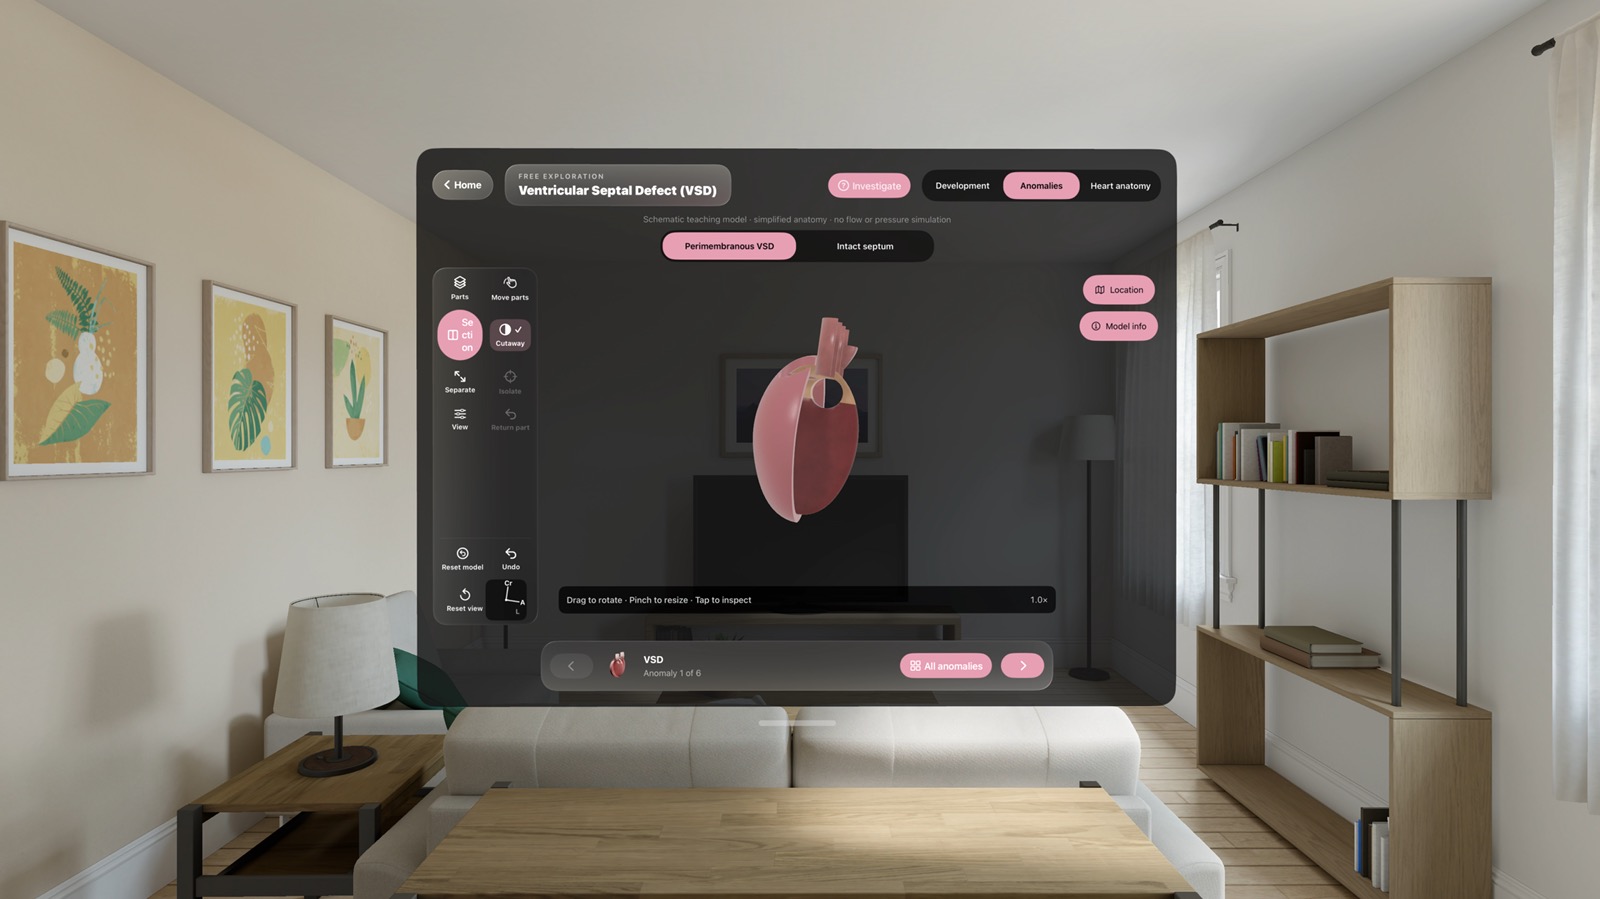 Home
FREE EXPLORATION
Ventricular Septal Defect (VSD)
Investigate
Development
Anomalies
Heart anatomy
Schematic teaching model · simplified anatomy · no flow or pressure simulation
Perimembranous VSD
Intact septum
Parts
Move parts
Se
cti
on
Cutaway
Separate
Isolate
View
Return part
Location
Model info
Reset model
Undo
Reset view
Cr
A
L
Drag to rotate · Pinch to resize · Tap to inspect
1.0×
VSD
Anomaly 1 of 6
All anomalies